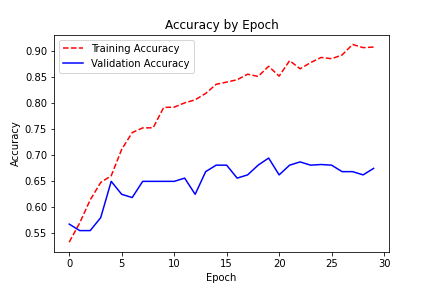 Accuracy by Epoch
Training Accuracy
Validation Accuracy
Accuracy
0.90
0.85
0.80
0.75
0.70
0.65
0.60
0.55
0 5 10 15 20 25 30
Epoch